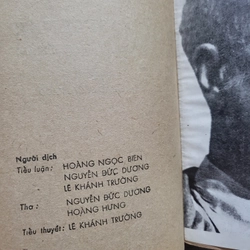 Người dịch
Tiểu luận: HOÀNG NGỌC BIÊN
NGUYỄN ĐỨC DƯƠNG
LÊ KHÁNH TRƯỜNG
Thơ: NGUYỄN ĐỨC DƯƠNG
HOÀNG HƯNG
Tiểu thuyết: LÊ KHÁNH TRƯỜNG